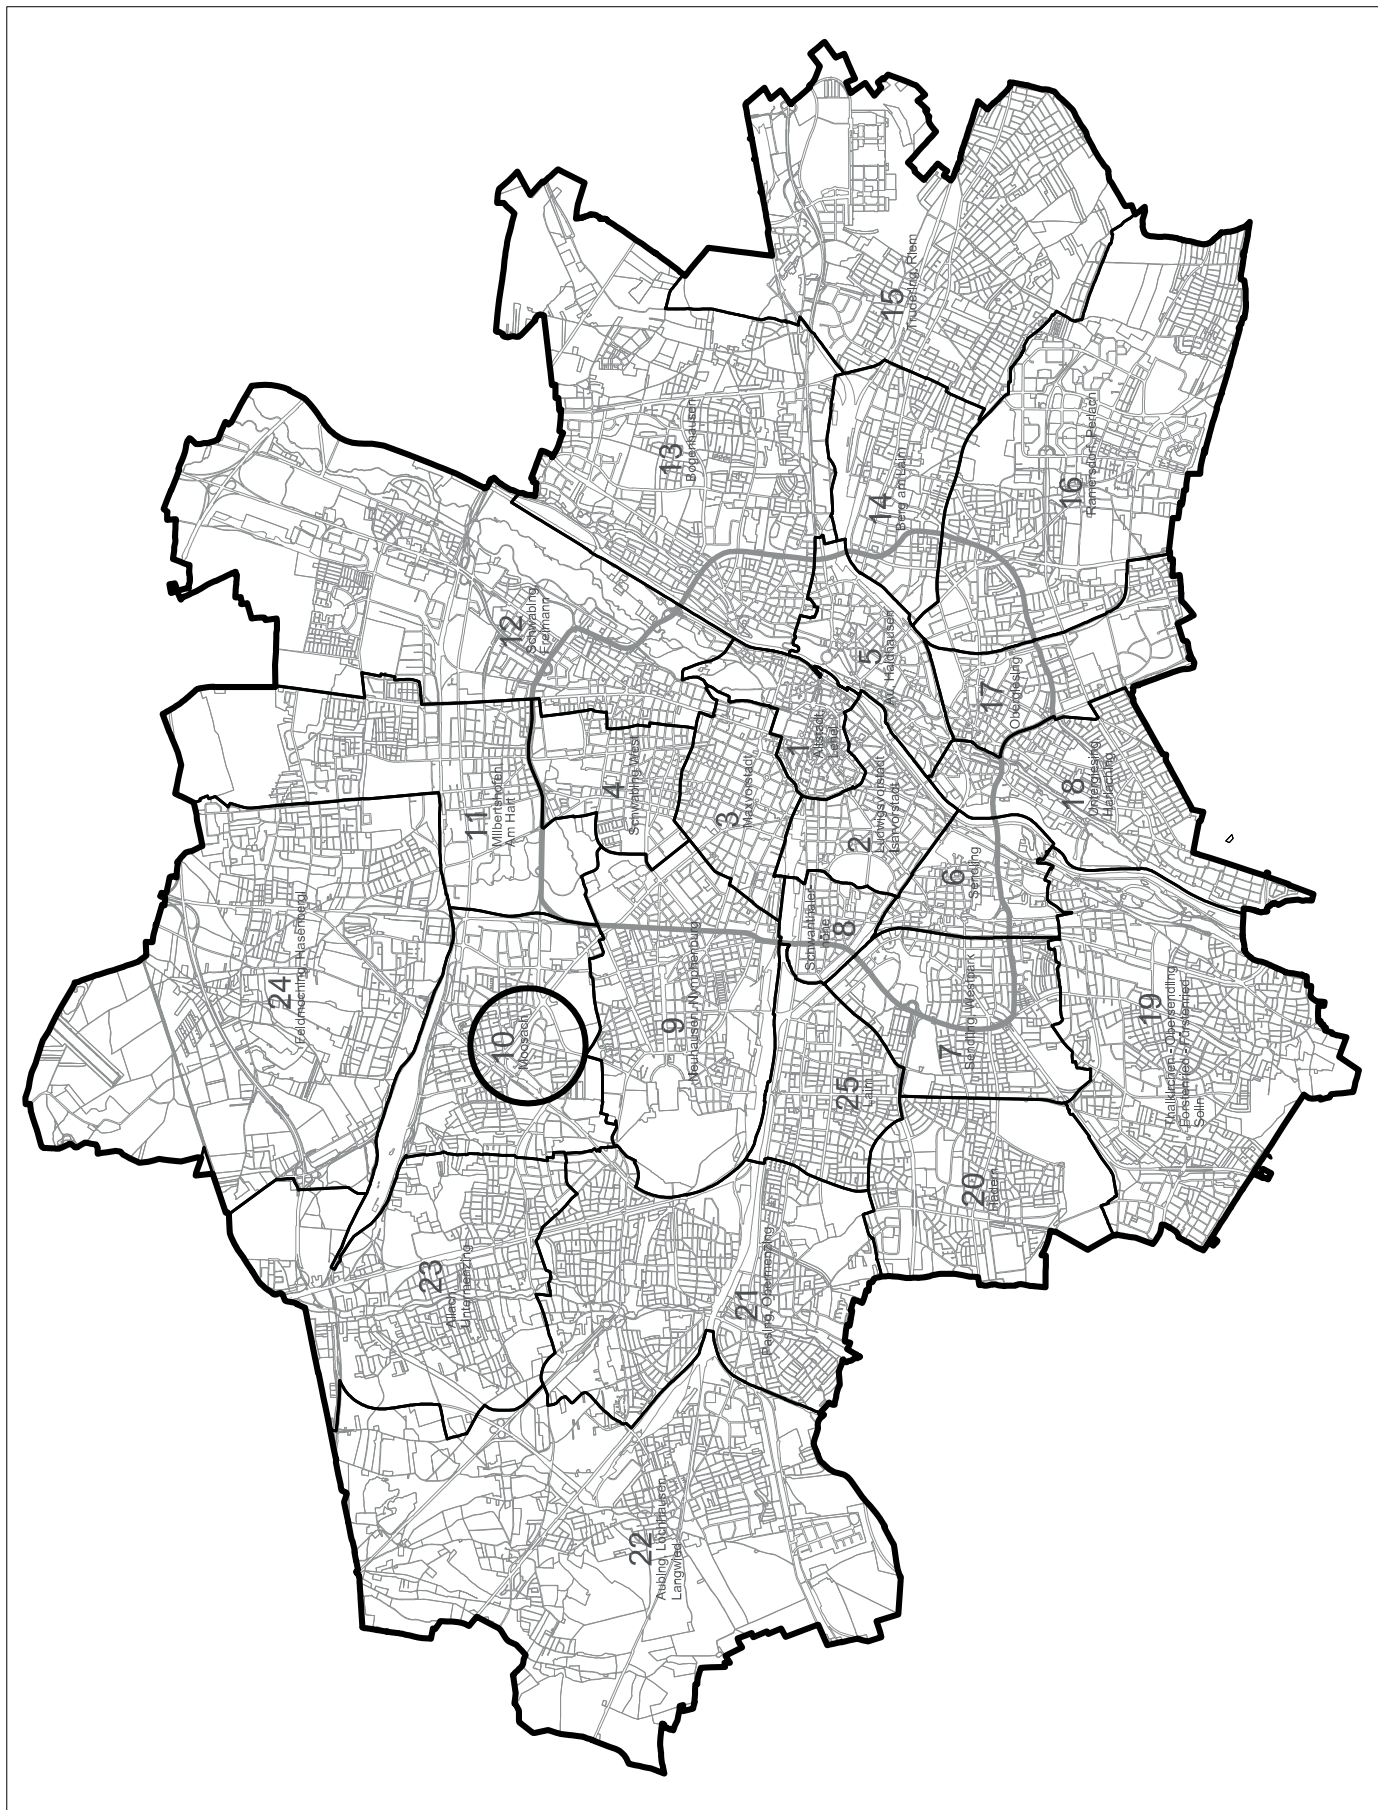 1
Altstadt
Lehel
2
Ludwigsvorstadt
Isarvorstadt
3
Maxvorstadt
4
Schwabing West
5
Au - Haidhausen
6
Sendling
7
Sendling-Westpark
8
Schwanthaler-
höhe
9
Neuhausen-Nymphenburg
10
Moosach
11
Milbertshofen
Am Hart
12
Schwabing
Freimann
13
Bogenhausen
14
Berg am Laim
15
Trudering, Riem
16
Ramersdorf, Perlach
17
Obergiesing
18
Untergiesing
Harlaching
19
Thalkirchen - Obersendling
Forstenried - Fürstenried
Solln
20
Hadern
21
Pasing, Obermenzing
22
Aubing, Lochhausen,
Langwied
23
Allach
Untermenzing
24
Feldmoching, Hasenbergl
25
Laim